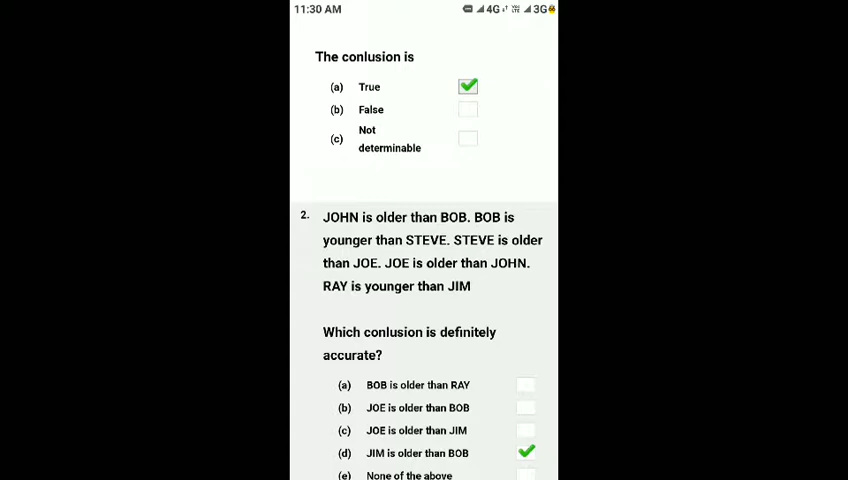 11:30 AM 4G 3G
The conlusion is
(a) True
(b) False
(c) Not
determinable
2. JOHN is older than BOB. BOB is
younger than STEVE. STEVE is older
than JOE. JOE is older than JOHN.
RAY is younger than JIM
Which conlusion is definitely
accurate?
(a) BOB is older than RAY
(b) JOE is older than BOB
(c) JOE is older than JIM
(d) JIM is older than BOB
(e) None of the above